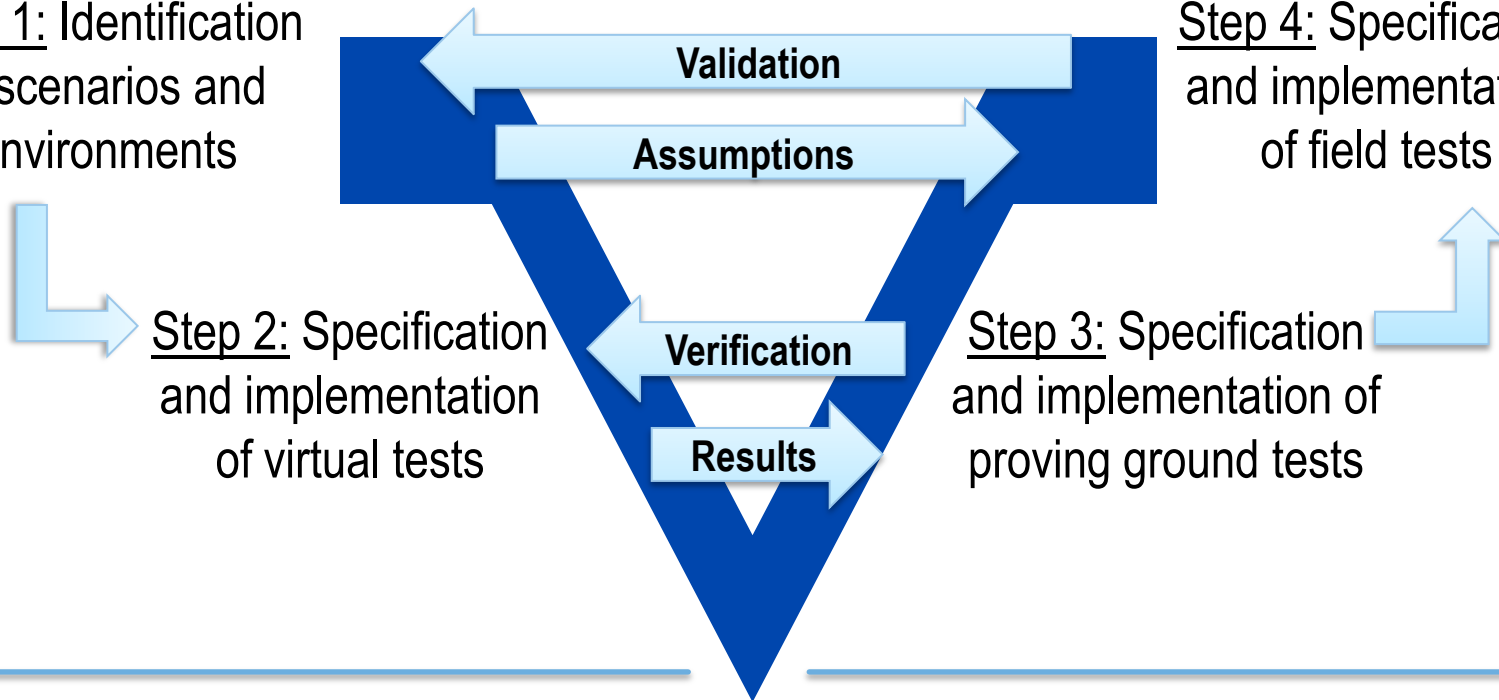 1: Identification
scenarios and
nvironments
Validation
Assumptions
Step 4: Specifica
and implementat
of field tests
Step 2: Specification
and implementation
of virtual tests
Verification
Results
Step 3: Specification
and implementation of
proving ground tests